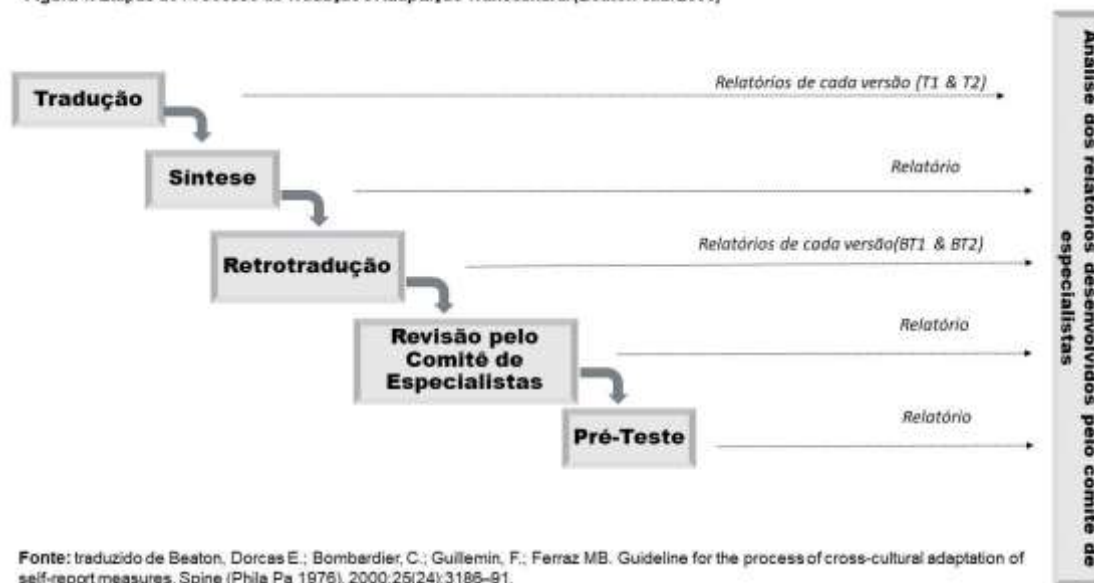 Tradução
Relatórios de cada versão (T1 & T2)
Síntese
Relatório
Retrotradução
Relatórios de cada versão(BT1 & BT2)
Revisão pelo
Comitê de
Especialistas
Relatório
Pré-Teste
Relatório
Análise dos relatórios desenvolvidos pelo comitê de
especialistas
Fonte: traduzido de Beaton, Dorcas E.; Bombardier, C.; Guillemin, F.; Ferraz MB. Guideline for the process of cross-cultural adaptation of
self-report measures. Spine (Phila Pa 1976). 2000;25(24):3186–91.